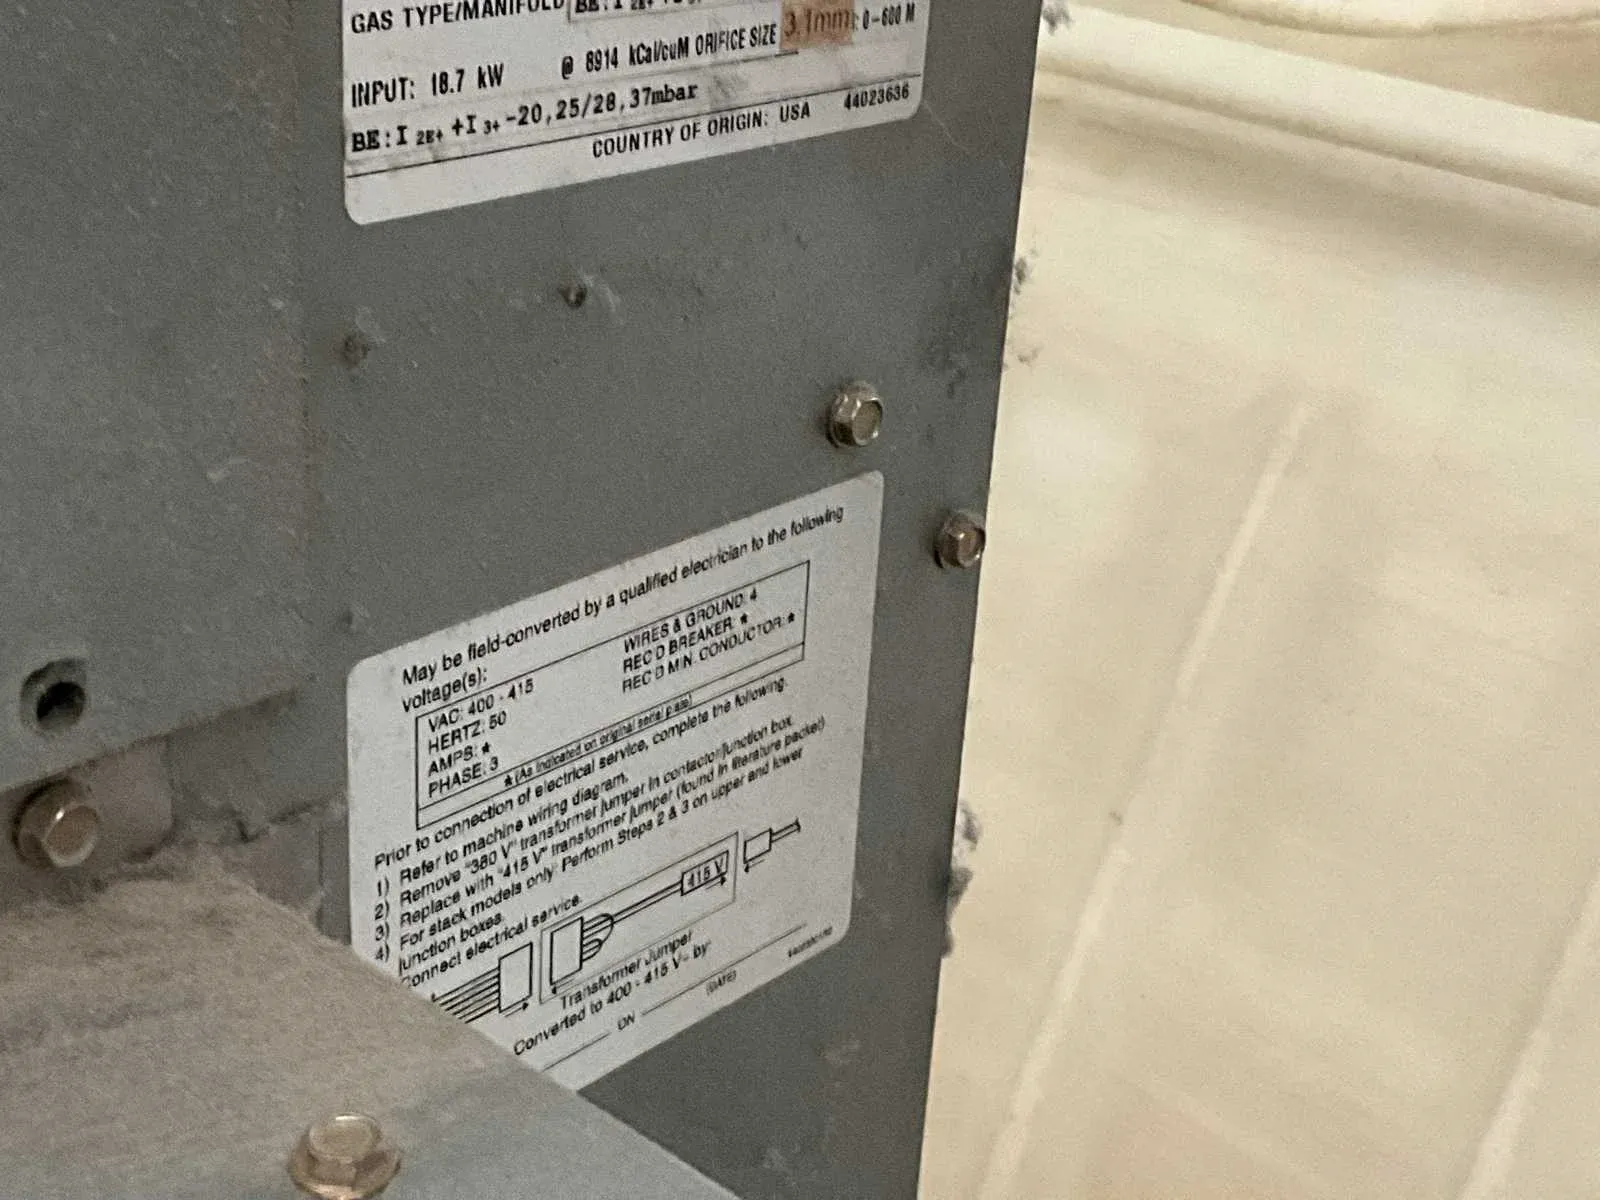 GAS TYPE/MANIFOLD BE: I 2E+
INPUT: 18.7 kW @ 8914 kCal/cuM ORIFICE SIZE 3.1mm: 0-600 M
BE:I 2E+ +I 3+ -20,25/28,37mbar
COUNTRY OF ORIGIN: USA 44023636
May be field-converted by a qualified electrician to the following
voltage(s):
VAC: 400 - 415 WIRES & GROUND: 4
HERTZ: 50 REC'D BREAKER: ★
AMPS: ★ REC'D MIN. CONDUCTOR: ★
PHASE: 3
★(As indicated on original serial plate)
Prior to connection of electrical service, complete the following.
1) Refer to machine wiring diagram.
2) Remove "380 V" transformer jumper in contactor/junction box.
3) Replace with "415 V" transformer jumper (found in literature packet)
4) For stack models only: Perform Steps 2 & 3 on upper and lower
junction boxes.
Connect electrical service.
415 V
Transformer Jumper
Converted to 400 - 415 V~ by:
ON
(DATE)